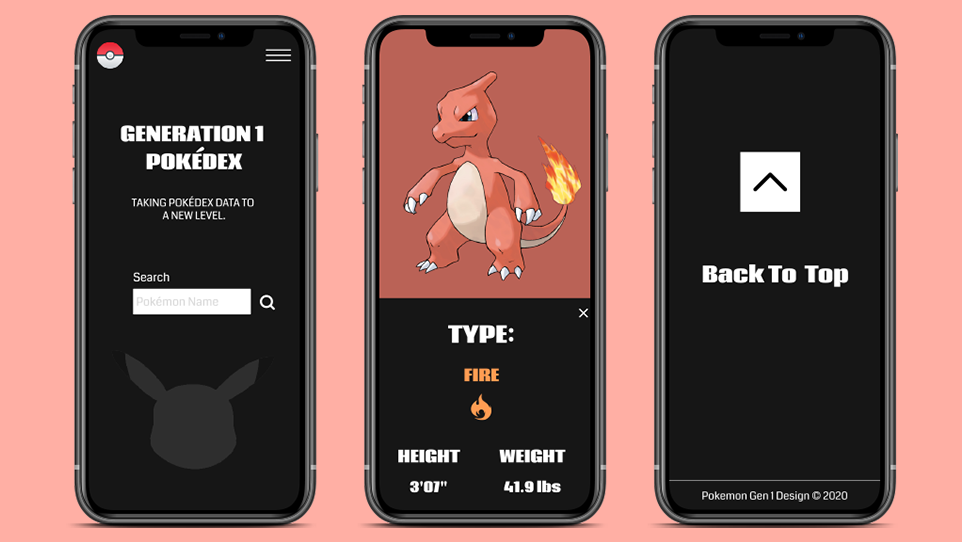 GENERATION 1
POKÉDEX
TAKING POKÉDEX DATA TO
A NEW LEVEL.
Search
Pokémon Name
TYPE:
FIRE
HEIGHT WEIGHT
3'07" 41.9 lbs
Back To Top
Pokemon Gen 1 Design © 2020